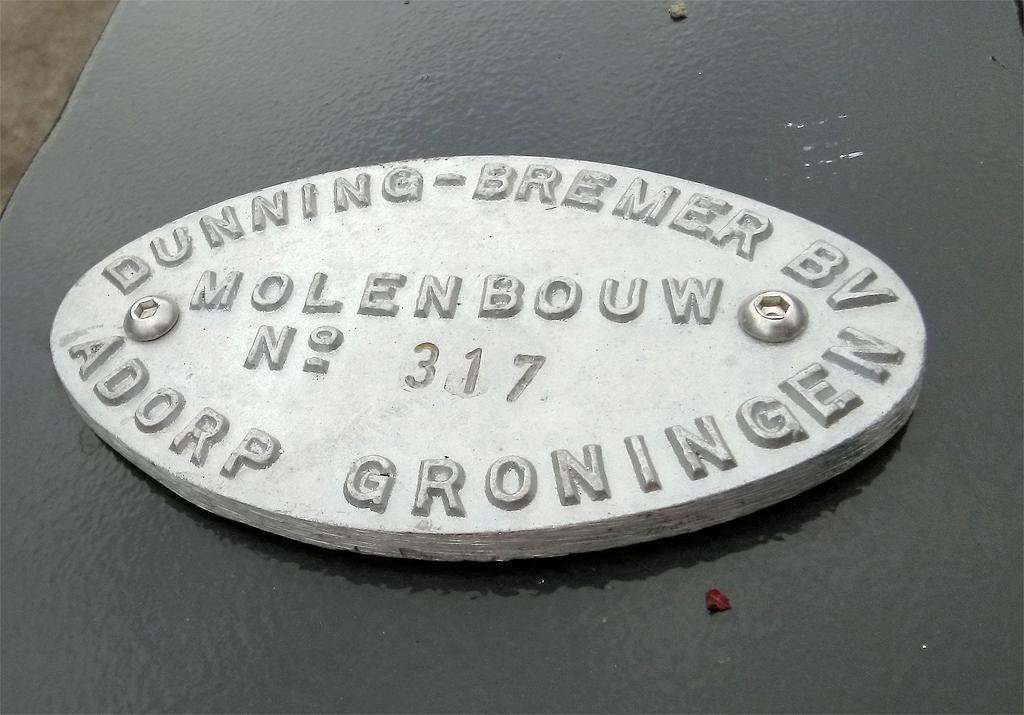 DUNNING-BREMER BV
MOLENBOUW
Nº 317
ADORP GRONINGEN